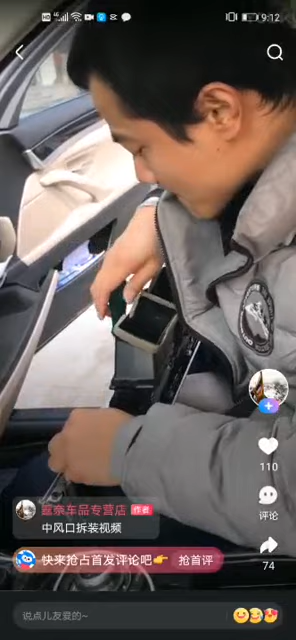 9:12
110
评论
74
蔻奈车品专营店 作者
中风口拆装视频
快来抢占首发评论吧👉 抢首评
说点儿友爱的~